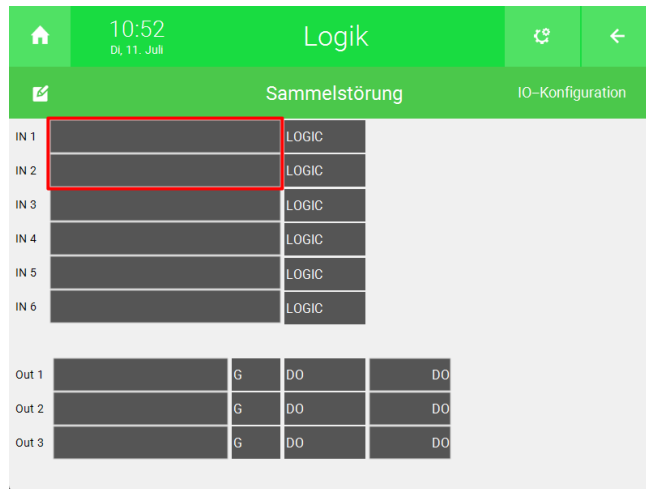 10:52
Di, 11. Juli
Logik
Sammelstörung
IO-Konfiguration
IN 1 LOGIC
IN 2 LOGIC
IN 3 LOGIC
IN 4 LOGIC
IN 5 LOGIC
IN 6 LOGIC
Out 1 G DO DO
Out 2 G DO DO
Out 3 G DO DO